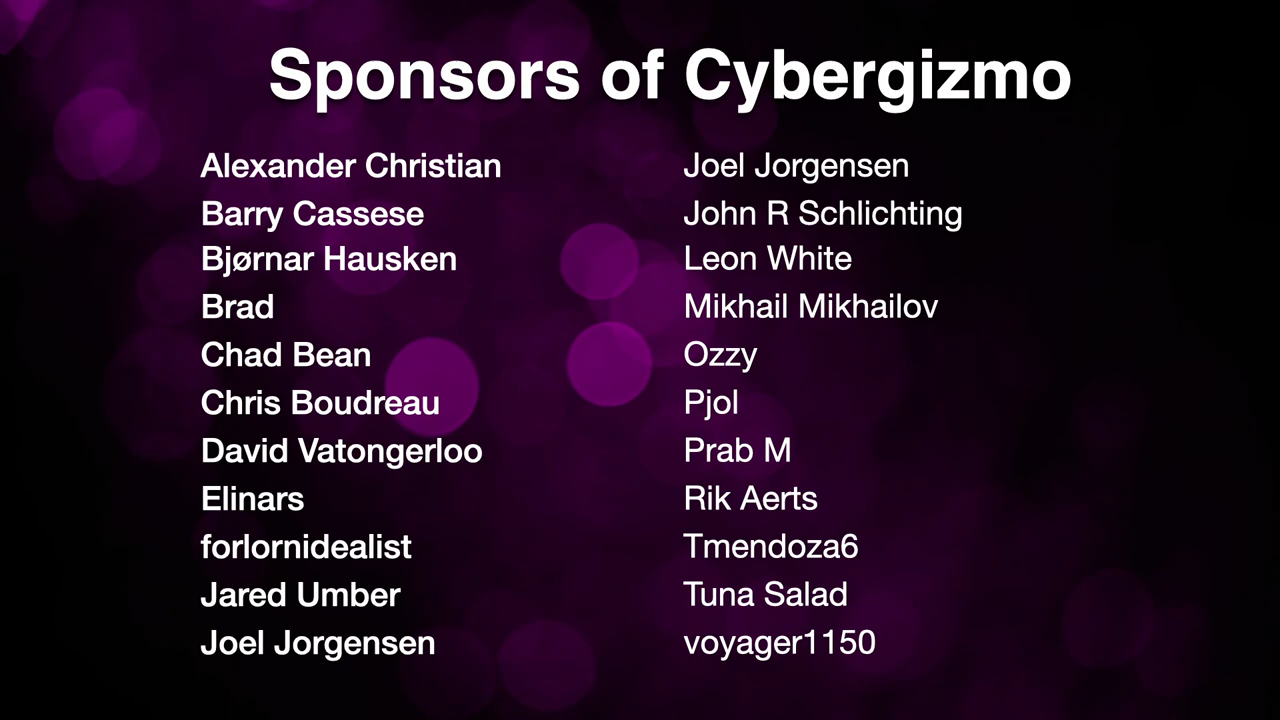 Sponsors of Cybergizmo
Alexander Christian
Barry Cassese
Bjørnar Hausken
Brad
Chad Bean
Chris Boudreau
David Vatongerloo
Elinars
forlornidealist
Jared Umber
Joel Jorgensen
Joel Jorgensen
John R Schlichting
Leon White
Mikhail Mikhailov
Ozzy
Pjol
Prab M
Rik Aerts
Tmendoza6
Tuna Salad
voyager1150